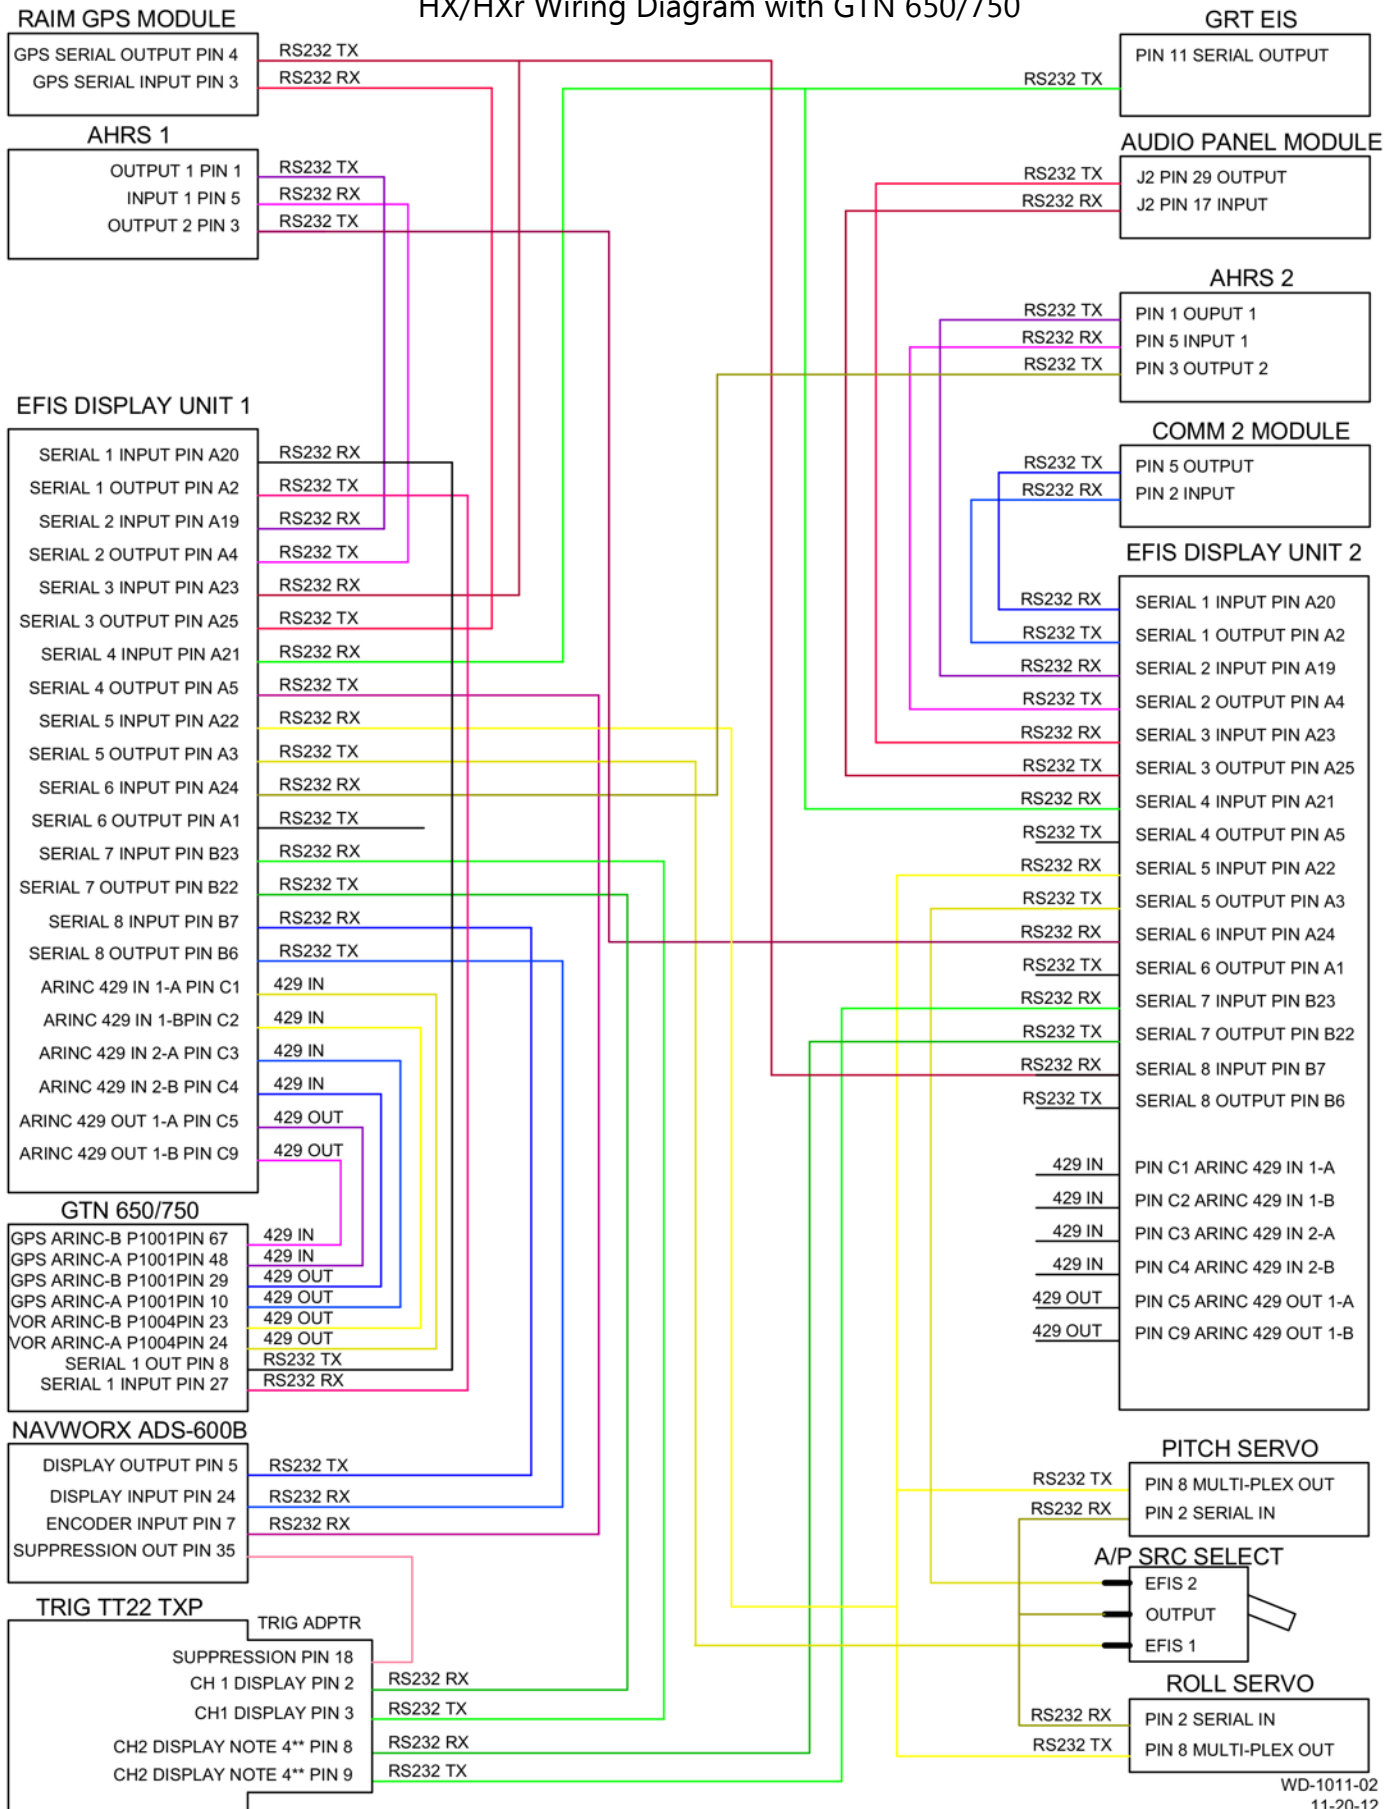 HX/HXr Wiring Diagram with GTN 650/750
RAIM GPS MODULE
GPS SERIAL OUTPUT PIN 4 RS232 TX
GPS SERIAL INPUT PIN 3 RS232 RX
AHRS 1
OUTPUT 1 PIN 1 RS232 TX
INPUT 1 PIN 5 RS232 RX
OUTPUT 2 PIN 3 RS232 TX
EFIS DISPLAY UNIT 1
SERIAL 1 INPUT PIN A20 RS232 RX
SERIAL 1 OUTPUT PIN A2 RS232 TX
SERIAL 2 INPUT PIN A19 RS232 RX
SERIAL 2 OUTPUT PIN A4 RS232 TX
SERIAL 3 INPUT PIN A23 RS232 RX
SERIAL 3 OUTPUT PIN A25 RS232 TX
SERIAL 4 INPUT PIN A21 RS232 RX
SERIAL 4 OUTPUT PIN A5 RS232 TX
SERIAL 5 INPUT PIN A22 RS232 RX
SERIAL 5 OUTPUT PIN A3 RS232 TX
SERIAL 6 INPUT PIN A24 RS232 RX
SERIAL 6 OUTPUT PIN A1 RS232 TX
SERIAL 7 INPUT PIN B23 RS232 RX
SERIAL 7 OUTPUT PIN B22 RS232 TX
SERIAL 8 INPUT PIN B7 RS232 RX
SERIAL 8 OUTPUT PIN B6 RS232 TX
ARINC 429 IN 1-A PIN C1 429 IN
ARINC 429 IN 1-BPIN C2 429 IN
ARINC 429 IN 2-A PIN C3 429 IN
ARINC 429 IN 2-B PIN C4 429 IN
ARINC 429 OUT 1-A PIN C5 429 OUT
ARINC 429 OUT 1-B PIN C9 429 OUT
GTN 650/750
GPS ARINC-B P1001PIN 67 429 IN
GPS ARINC-A P1001PIN 48 429 IN
GPS ARINC-B P1001PIN 29 429 OUT
GPS ARINC-A P1001PIN 10 429 OUT
VOR ARINC-B P1004PIN 23 429 OUT
VOR ARINC-A P1004PIN 24 429 OUT
SERIAL 1 OUT PIN 8 RS232 TX
SERIAL 1 INPUT PIN 27 RS232 RX
NAVWORX ADS-600B
DISPLAY OUTPUT PIN 5 RS232 TX
DISPLAY INPUT PIN 24 RS232 RX
ENCODER INPUT PIN 7 RS232 RX
SUPPRESSION OUT PIN 35
TRIG TT22 TXP
TRIG ADPTR
SUPPRESSION PIN 18
CH 1 DISPLAY PIN 2 RS232 RX
CH1 DISPLAY PIN 3 RS232 TX
CH2 DISPLAY NOTE 4** PIN 8 RS232 RX
CH2 DISPLAY NOTE 4** PIN 9 RS232 TX
GRT EIS
RS232 TX PIN 11 SERIAL OUTPUT
AUDIO PANEL MODULE
RS232 TX J2 PIN 29 OUTPUT
RS232 RX J2 PIN 17 INPUT
AHRS 2
RS232 TX PIN 1 OUPUT 1
RS232 RX PIN 5 INPUT 1
RS232 TX PIN 3 OUTPUT 2
COMM 2 MODULE
RS232 TX PIN 5 OUTPUT
RS232 RX PIN 2 INPUT
EFIS DISPLAY UNIT 2
RS232 RX SERIAL 1 INPUT PIN A20
RS232 TX SERIAL 1 OUTPUT PIN A2
RS232 RX SERIAL 2 INPUT PIN A19
RS232 TX SERIAL 2 OUTPUT PIN A4
RS232 RX SERIAL 3 INPUT PIN A23
RS232 TX SERIAL 3 OUTPUT PIN A25
RS232 RX SERIAL 4 INPUT PIN A21
RS232 TX SERIAL 4 OUTPUT PIN A5
RS232 RX SERIAL 5 INPUT PIN A22
RS232 TX SERIAL 5 OUTPUT PIN A3
RS232 RX SERIAL 6 INPUT PIN A24
RS232 TX SERIAL 6 OUTPUT PIN A1
RS232 RX SERIAL 7 INPUT PIN B23
RS232 TX SERIAL 7 OUTPUT PIN B22
RS232 RX SERIAL 8 INPUT PIN B7
RS232 TX SERIAL 8 OUTPUT PIN B6
429 IN PIN C1 ARINC 429 IN 1-A
429 IN PIN C2 ARINC 429 IN 1-B
429 IN PIN C3 ARINC 429 IN 2-A
429 IN PIN C4 ARINC 429 IN 2-B
429 OUT PIN C5 ARINC 429 OUT 1-A
429 OUT PIN C9 ARINC 429 OUT 1-B
PITCH SERVO
RS232 TX PIN 8 MULTI-PLEX OUT
RS232 RX PIN 2 SERIAL IN
A/P SRC SELECT
EFIS 2
OUTPUT
EFIS 1
ROLL SERVO
RS232 RX PIN 2 SERIAL IN
RS232 TX PIN 8 MULTI-PLEX OUT
WD-1011-02
11-20-12